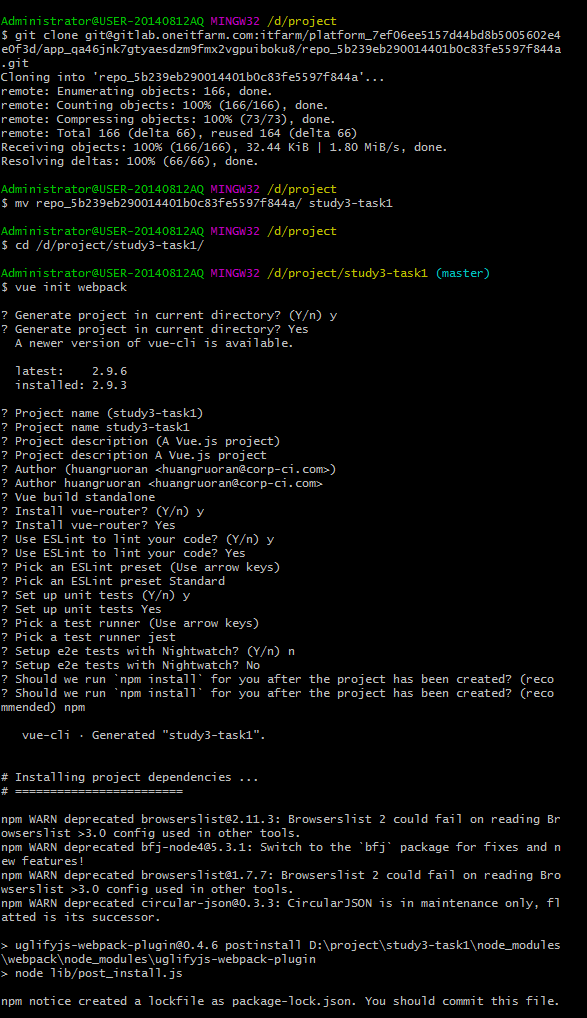 Administrator@USER-20140812AQ MINGW32 /d/project
$ git clone git@gitlab.oneitfarm.com:itfarm/platform_7ef06ee5157d44bd8b5005602e4
e0f3d/app_qa46jnk7gtyaesdzm9fmx2vgpuiboku8/repo_5b239eb290014401b0c83fe5597f844a
.git
Cloning into 'repo_5b239eb290014401b0c83fe5597f844a'...
remote: Enumerating objects: 166, done.
remote: Counting objects: 100% (166/166), done.
remote: Compressing objects: 100% (73/73), done.
remote: Total 166 (delta 66), reused 164 (delta 66)
Receiving objects: 100% (166/166), 32.44 KiB | 1.80 MiB/s, done.
Resolving deltas: 100% (66/66), done.
Administrator@USER-20140812AQ MINGW32 /d/project
$ mv repo_5b239eb290014401b0c83fe5597f844a/ study3-task1
Administrator@USER-20140812AQ MINGW32 /d/project
$ cd /d/project/study3-task1/
Administrator@USER-20140812AQ MINGW32 /d/project/study3-task1 (master)
$ vue init webpack
? Generate project in current directory? (Y/n) y
? Generate project in current directory? Yes
A newer version of vue-cli is available.
latest:    2.9.6
installed: 2.9.3
? Project name (study3-task1)
? Project name study3-task1
? Project description (A Vue.js project)
? Project description A Vue.js project
? Author (huangruoran <huangruoran@corp-ci.com>)
? Author huangruoran <huangruoran@corp-ci.com>
? Vue build standalone
? Install vue-router? (Y/n) y
? Install vue-router? Yes
? Use ESLint to lint your code? (Y/n) y
? Use ESLint to lint your code? Yes
? Pick an ESLint preset (Use arrow keys)
? Pick an ESLint preset Standard
? Set up unit tests (Y/n) y
? Set up unit tests Yes
? Pick a test runner (Use arrow keys)
? Pick a test runner jest
? Setup e2e tests with Nightwatch? (Y/n) n
? Setup e2e tests with Nightwatch? No
? Should we run `npm install` for you after the project has been created? (reco
? Should we run `npm install` for you after the project has been created? (reco
mmended) npm
vue-cli · Generated "study3-task1".
# Installing project dependencies ...
# ========================
npm WARN deprecated browserslist@2.11.3: Browserslist 2 could fail on reading Br
owserslist >3.0 config used in other tools.
npm WARN deprecated bfj-node4@5.3.1: Switch to the `bfj` package for fixes and n
ew features!
npm WARN deprecated browserslist@1.7.7: Browserslist 2 could fail on reading Bro
wserslist >3.0 config used in other tools.
npm WARN deprecated circular-json@0.3.3: CircularJSON is in maintenance only, fl
atted is its successor.
> uglifyjs-webpack-plugin@0.4.6 postinstall D:\project\study3-task1\node_modules
\webpack\node_modules\uglifyjs-webpack-plugin
> node lib/post_install.js
npm notice created a lockfile as package-lock.json. You should commit this file.